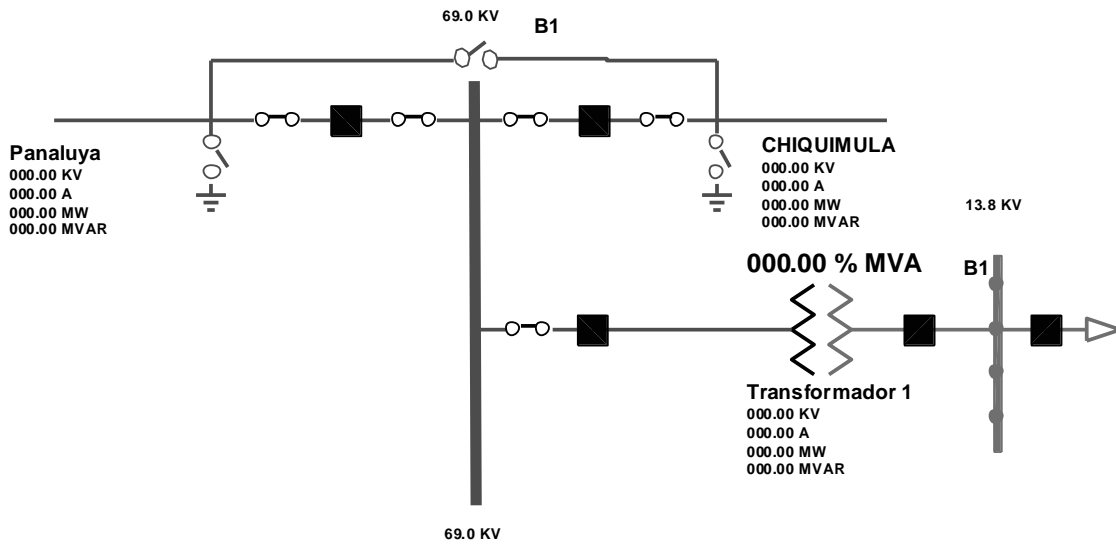 69.0 KV
B1
Panaluya
000.00 KV
000.00 A
000.00 MW
000.00 MVAR
CHIQUIMULA
000.00 KV
000.00 A
000.00 MW
000.00 MVAR
13.8 KV
000.00 % MVA
B1
Transformador 1
000.00 KV
000.00 A
000.00 MW
000.00 MVAR
69.0 KV